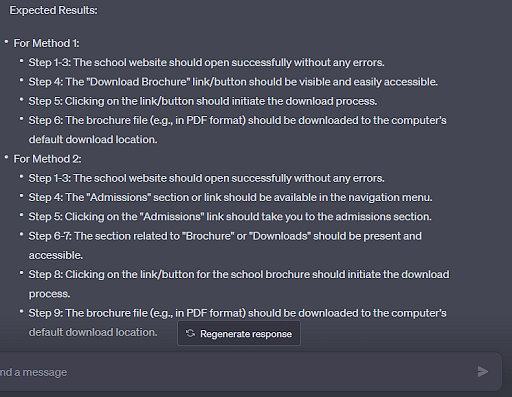 Expected Results:
• For Method 1:
• Step 1-3: The school website should open successfully without any errors.
• Step 4: The "Download Brochure" link/button should be visible and easily accessible.
• Step 5: Clicking on the link/button should initiate the download process.
• Step 6: The brochure file (e.g., in PDF format) should be downloaded to the computer's
default download location.
• For Method 2:
• Step 1-3: The school website should open successfully without any errors.
• Step 4: The "Admissions" section or link should be available in the navigation menu.
• Step 5: Clicking on the "Admissions" link should take you to the admissions section.
• Step 6-7: The section related to "Brochure" or "Downloads" should be present and
accessible.
• Step 8: Clicking on the link/button for the school brochure should initiate the download
process.
• Step 9: The brochure file (e.g., in PDF format) should be downloaded to the computer's
default download location.
Regenerate response
nd a message